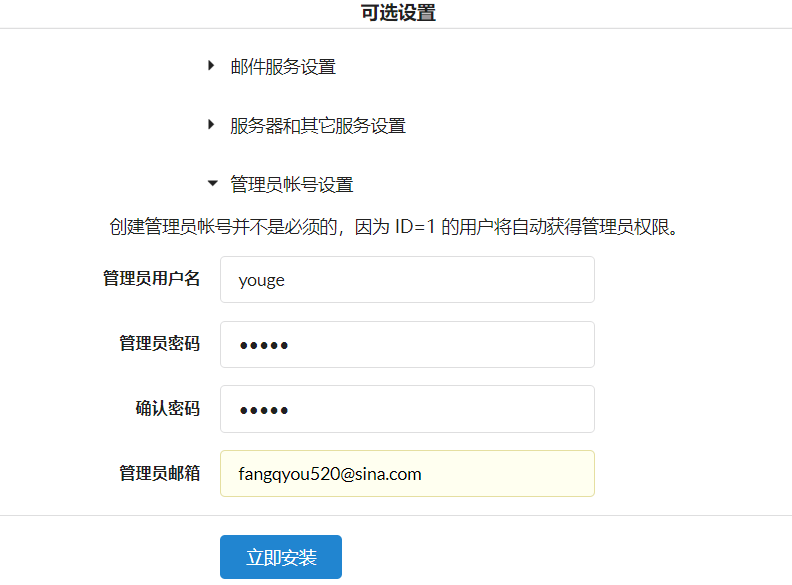 可选设置
邮件服务设置
服务器和其它服务设置
管理员帐号设置
创建管理员帐号并不是必须的，因为 ID=1 的用户将自动获得管理员权限。
管理员用户名 youge
管理员密码 •••••
确认密码 •••••
管理员邮箱 fangqyou520@sina.com
立即安装